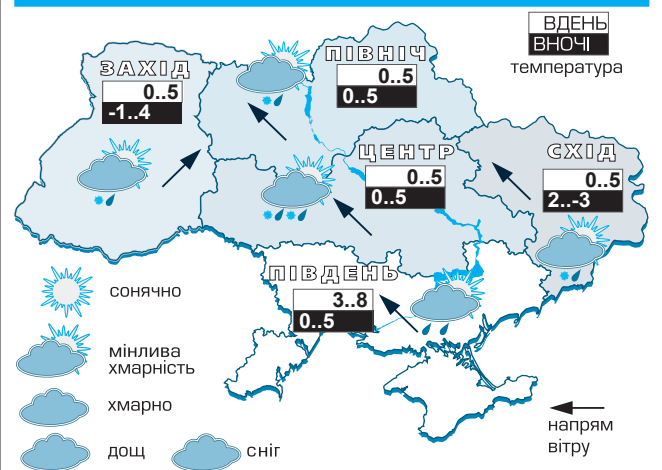 ВДЕНЬ
ВНОЧІ
температура
ЗАХІД
0..5
-1..4
ПІВНІЧ
0..5
0..5
ЦЕНТР
0..5
0..5
СХІД
0..5
2..-3
ПІВДЕНЬ
3..8
0..5
сонячно
мінлива
хмарність
хмарно
дощ
сніг
напрям
вітру